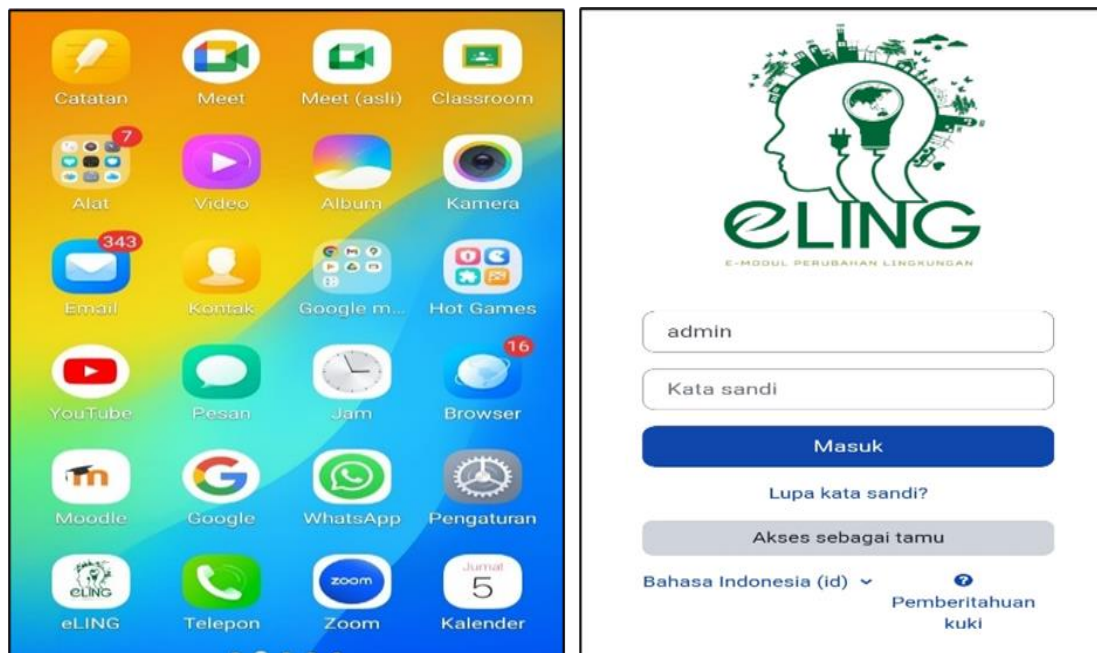 Catatan Meet Meet (asli) Classroom
7
Alat Video Album Kamera
343
Email Kontak Google m... Hot Games
16
YouTube Pesan Jam Browser
Jumat
zoom 5
eLING
Moodle Google WhatsApp Pengaturan
eLING Telepon Zoom Kalender
eLING
E-MODUL PERUBAHAN LINGKUNGAN
admin
Kata sandi
Masuk
Lupa kata sandi?
Akses sebagai tamu
Bahasa Indonesia (id)
Pemberitahuan
kuki